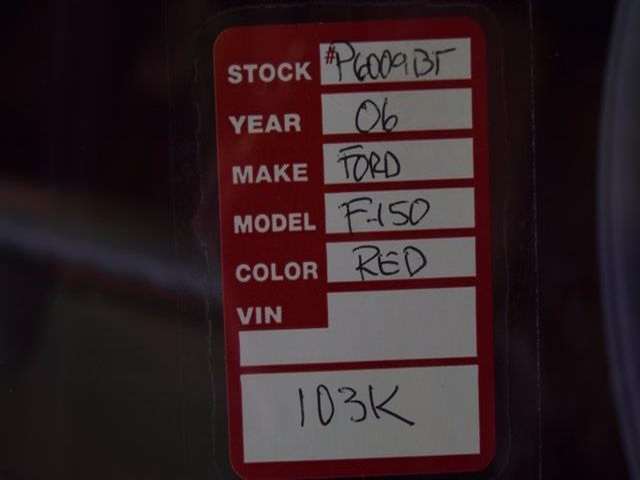 STOCK #P6009BT
YEAR 06
MAKE FORD
MODEL F-150
COLOR RED
VIN
103K